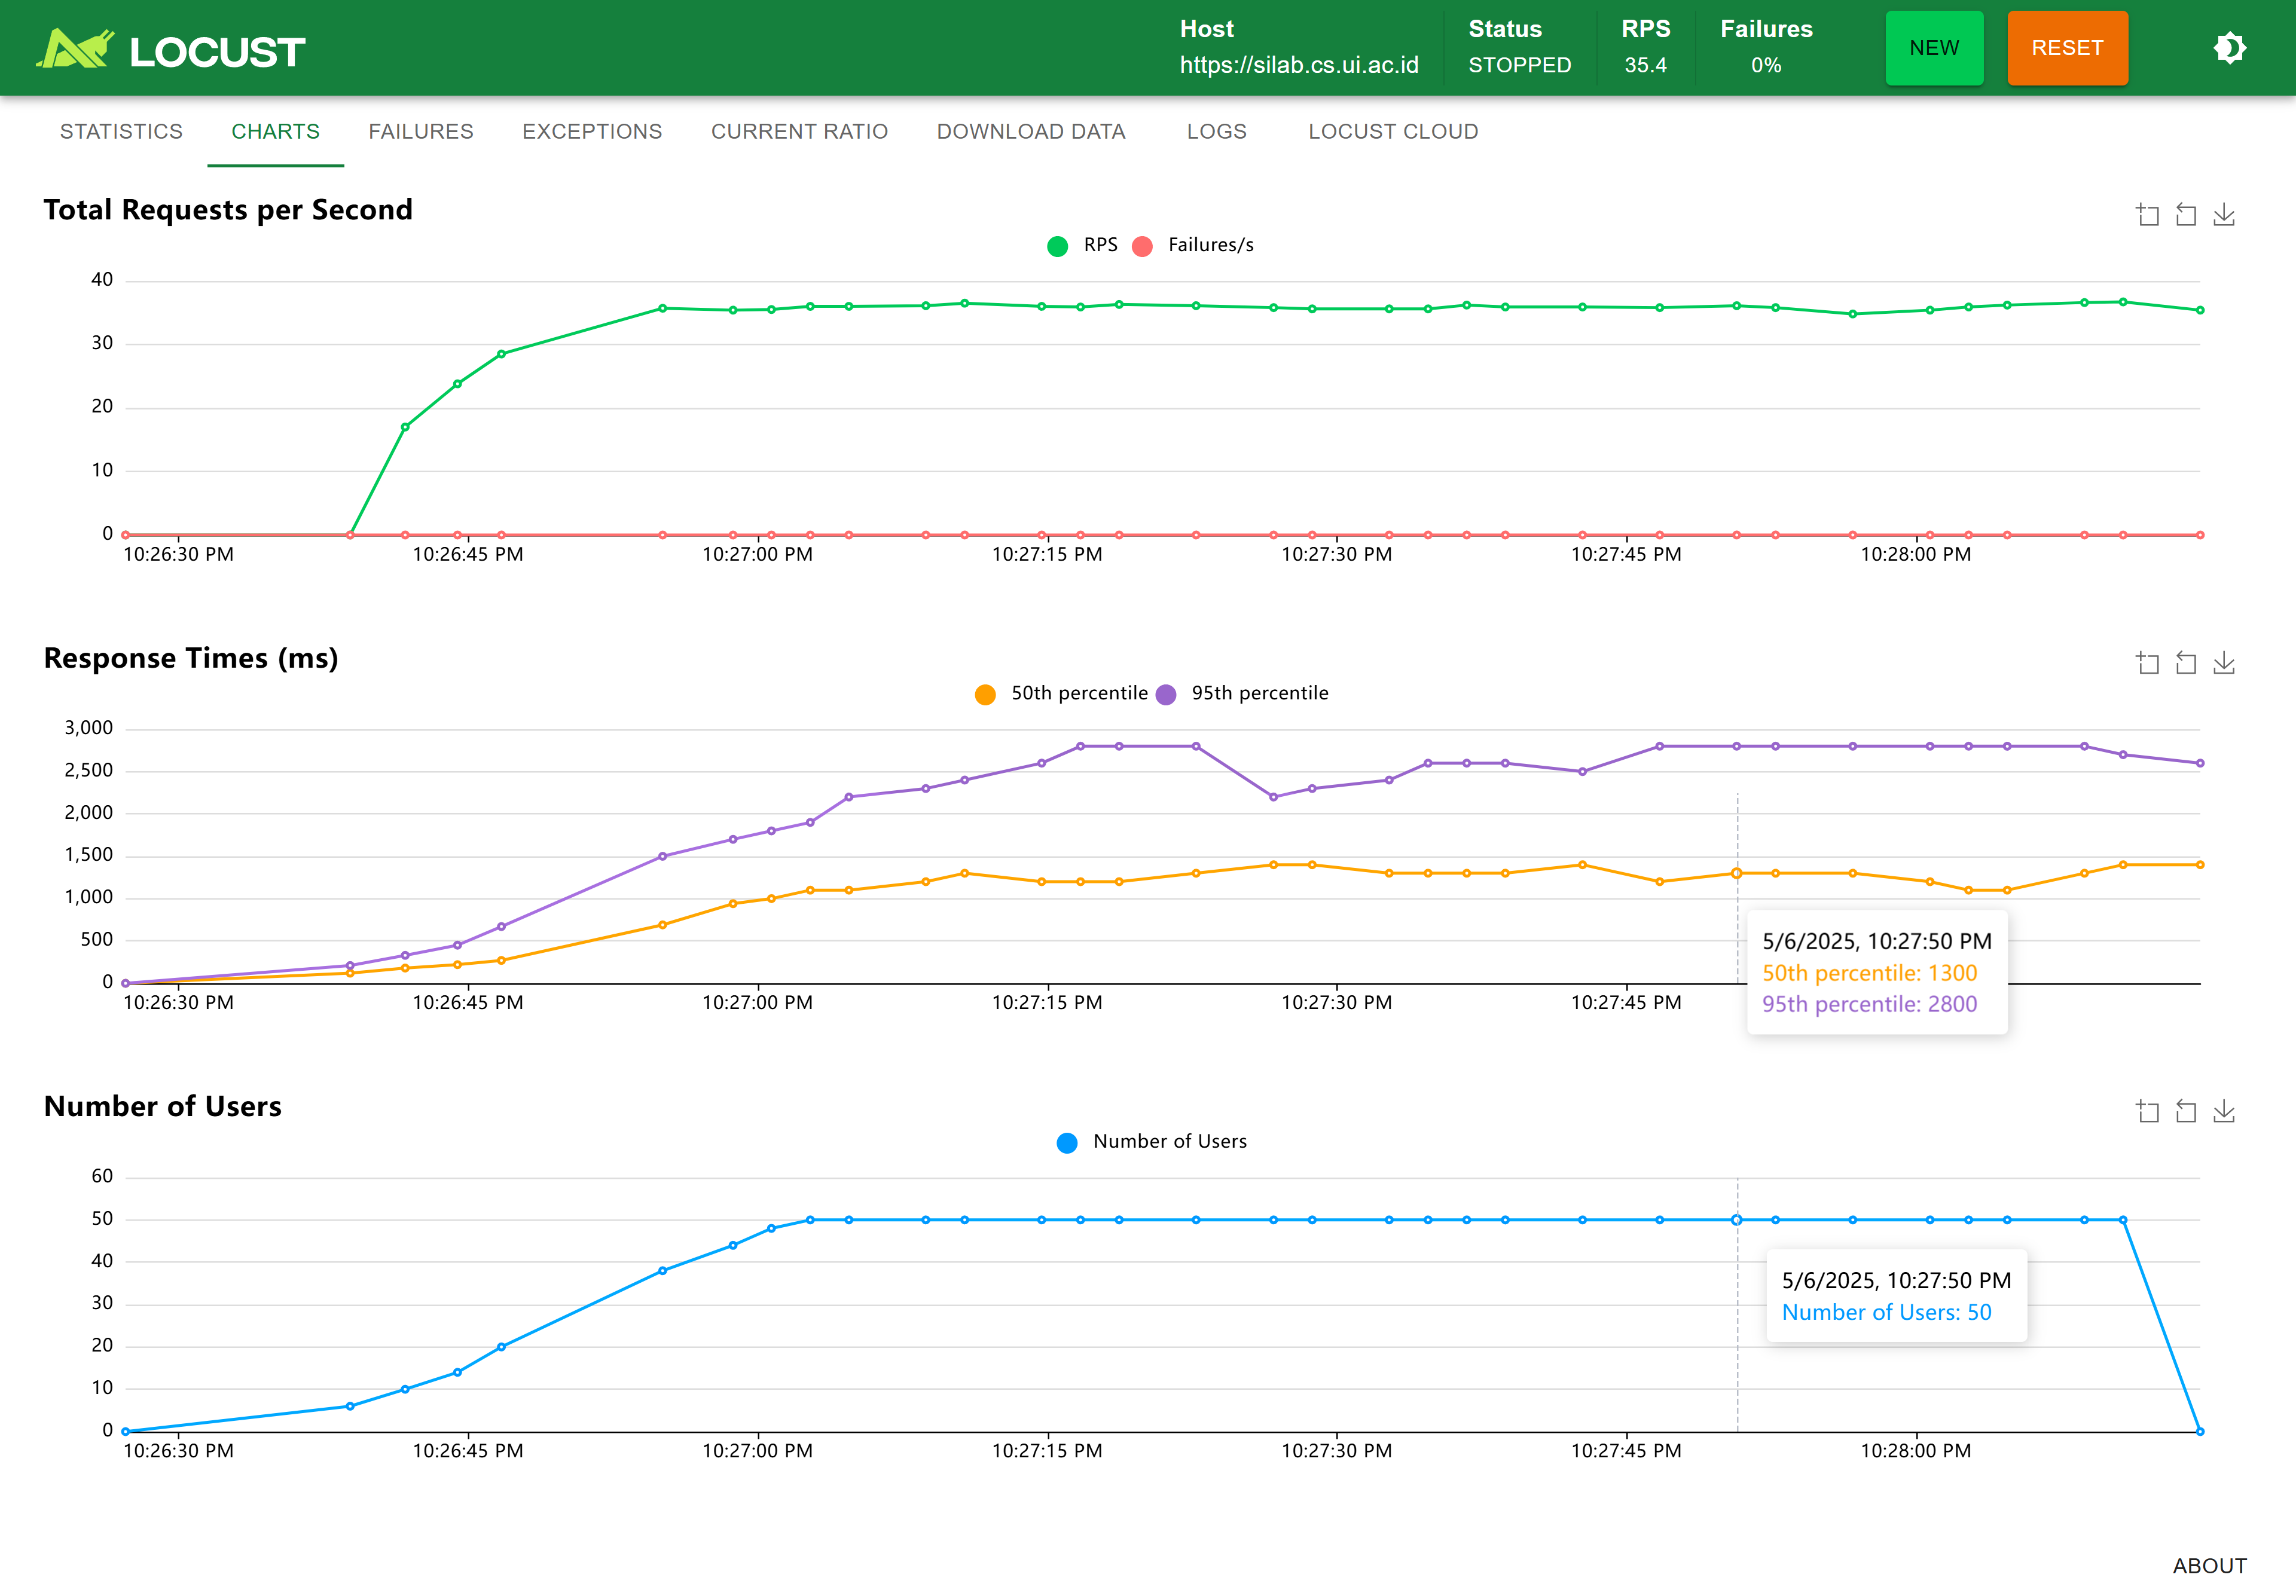 LOCUST
Host
https://silab.cs.ui.ac.id
Status
STOPPED
RPS
35.4
Failures
0%
NEW
RESET
STATISTICS CHARTS FAILURES EXCEPTIONS CURRENT RATIO DOWNLOAD DATA LOGS LOCUST CLOUD
Total Requests per Second
RPS Failures/s
40
30
20
10
0
10:26:30 PM 10:26:45 PM 10:27:00 PM 10:27:15 PM 10:27:30 PM 10:27:45 PM 10:28:00 PM
Response Times (ms)
50th percentile 95th percentile
3,000
2,500
2,000
1,500
1,000
500
0
10:26:30 PM 10:26:45 PM 10:27:00 PM 10:27:15 PM 10:27:30 PM 10:27:45 PM
5/6/2025, 10:27:50 PM
50th percentile: 1300
95th percentile: 2800
Number of Users
Number of Users
60
50
40
30
20
10
0
5/6/2025, 10:27:50 PM
Number of Users: 50
10:26:30 PM 10:26:45 PM 10:27:00 PM 10:27:15 PM 10:27:30 PM 10:27:45 PM 10:28:00 PM
ABOUT